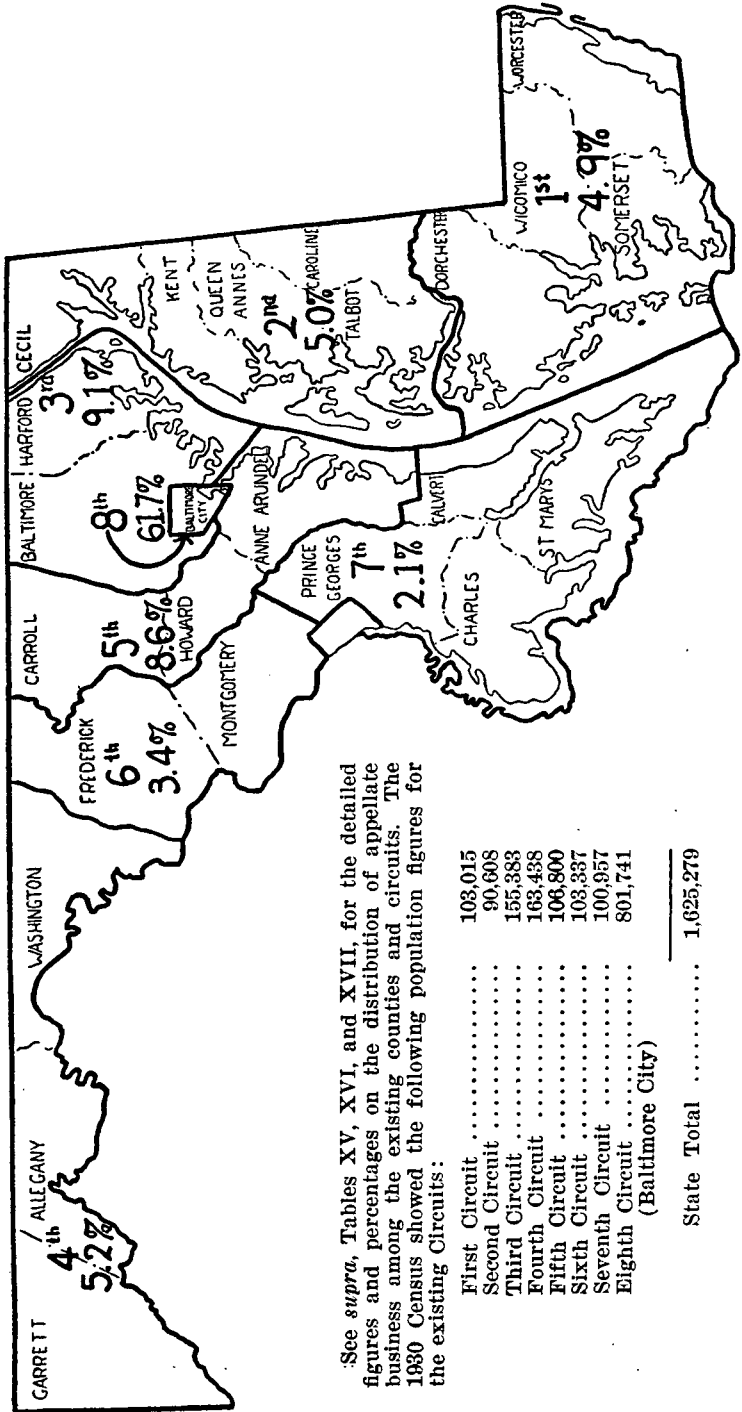 GARRETT
ALLEGANY
4th
5.2%
WASHINGTON
FREDERICK
6th
3.4%
MONTGOMERY
CARROLL
5th
8.6%
HOWARD
BALTIMORE
HARFORD
CECIL
3rd
9.1%
8th
61.7%
BALTIMORE
CITY
ANNE ARUNDEL
PRINCE
GEORGES
7th
2.1%
CALVERT
CHARLES
ST MARYS
KENT
QUEEN
ANNES
2nd
5.0%
CAROLINE
TALBOT
DORCHESTER
WICOMICO
1st
4.9%
SOMERSET
WORCESTER
:See supra, Tables XV, XVI, and XVII, for the detailed
figures and percentages on the distribution of appellate
business among the existing counties and circuits. The
1930 Census showed the following population figures for
the existing Circuits:
First Circuit ................ 103,015
Second Circuit .............. 90,608
Third Circuit ............... 155,383
Fourth Circuit .............. 163,438
Fifth Circuit ................ 106,800
Sixth Circuit ................ 103,337
Seventh Circuit ............. 100,957
Eighth Circuit .............. 801,741
(Baltimore City)
State Total ............ 1,625,279